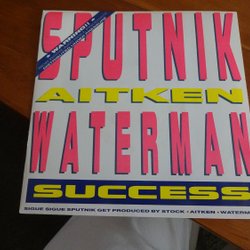 SPUTNIK
AITKEN
WATERMAN
SUCCESS
SIGUE SIGUE SPUTNIK GET PRODUCED BY STOCK • AITKEN • WATERMAN